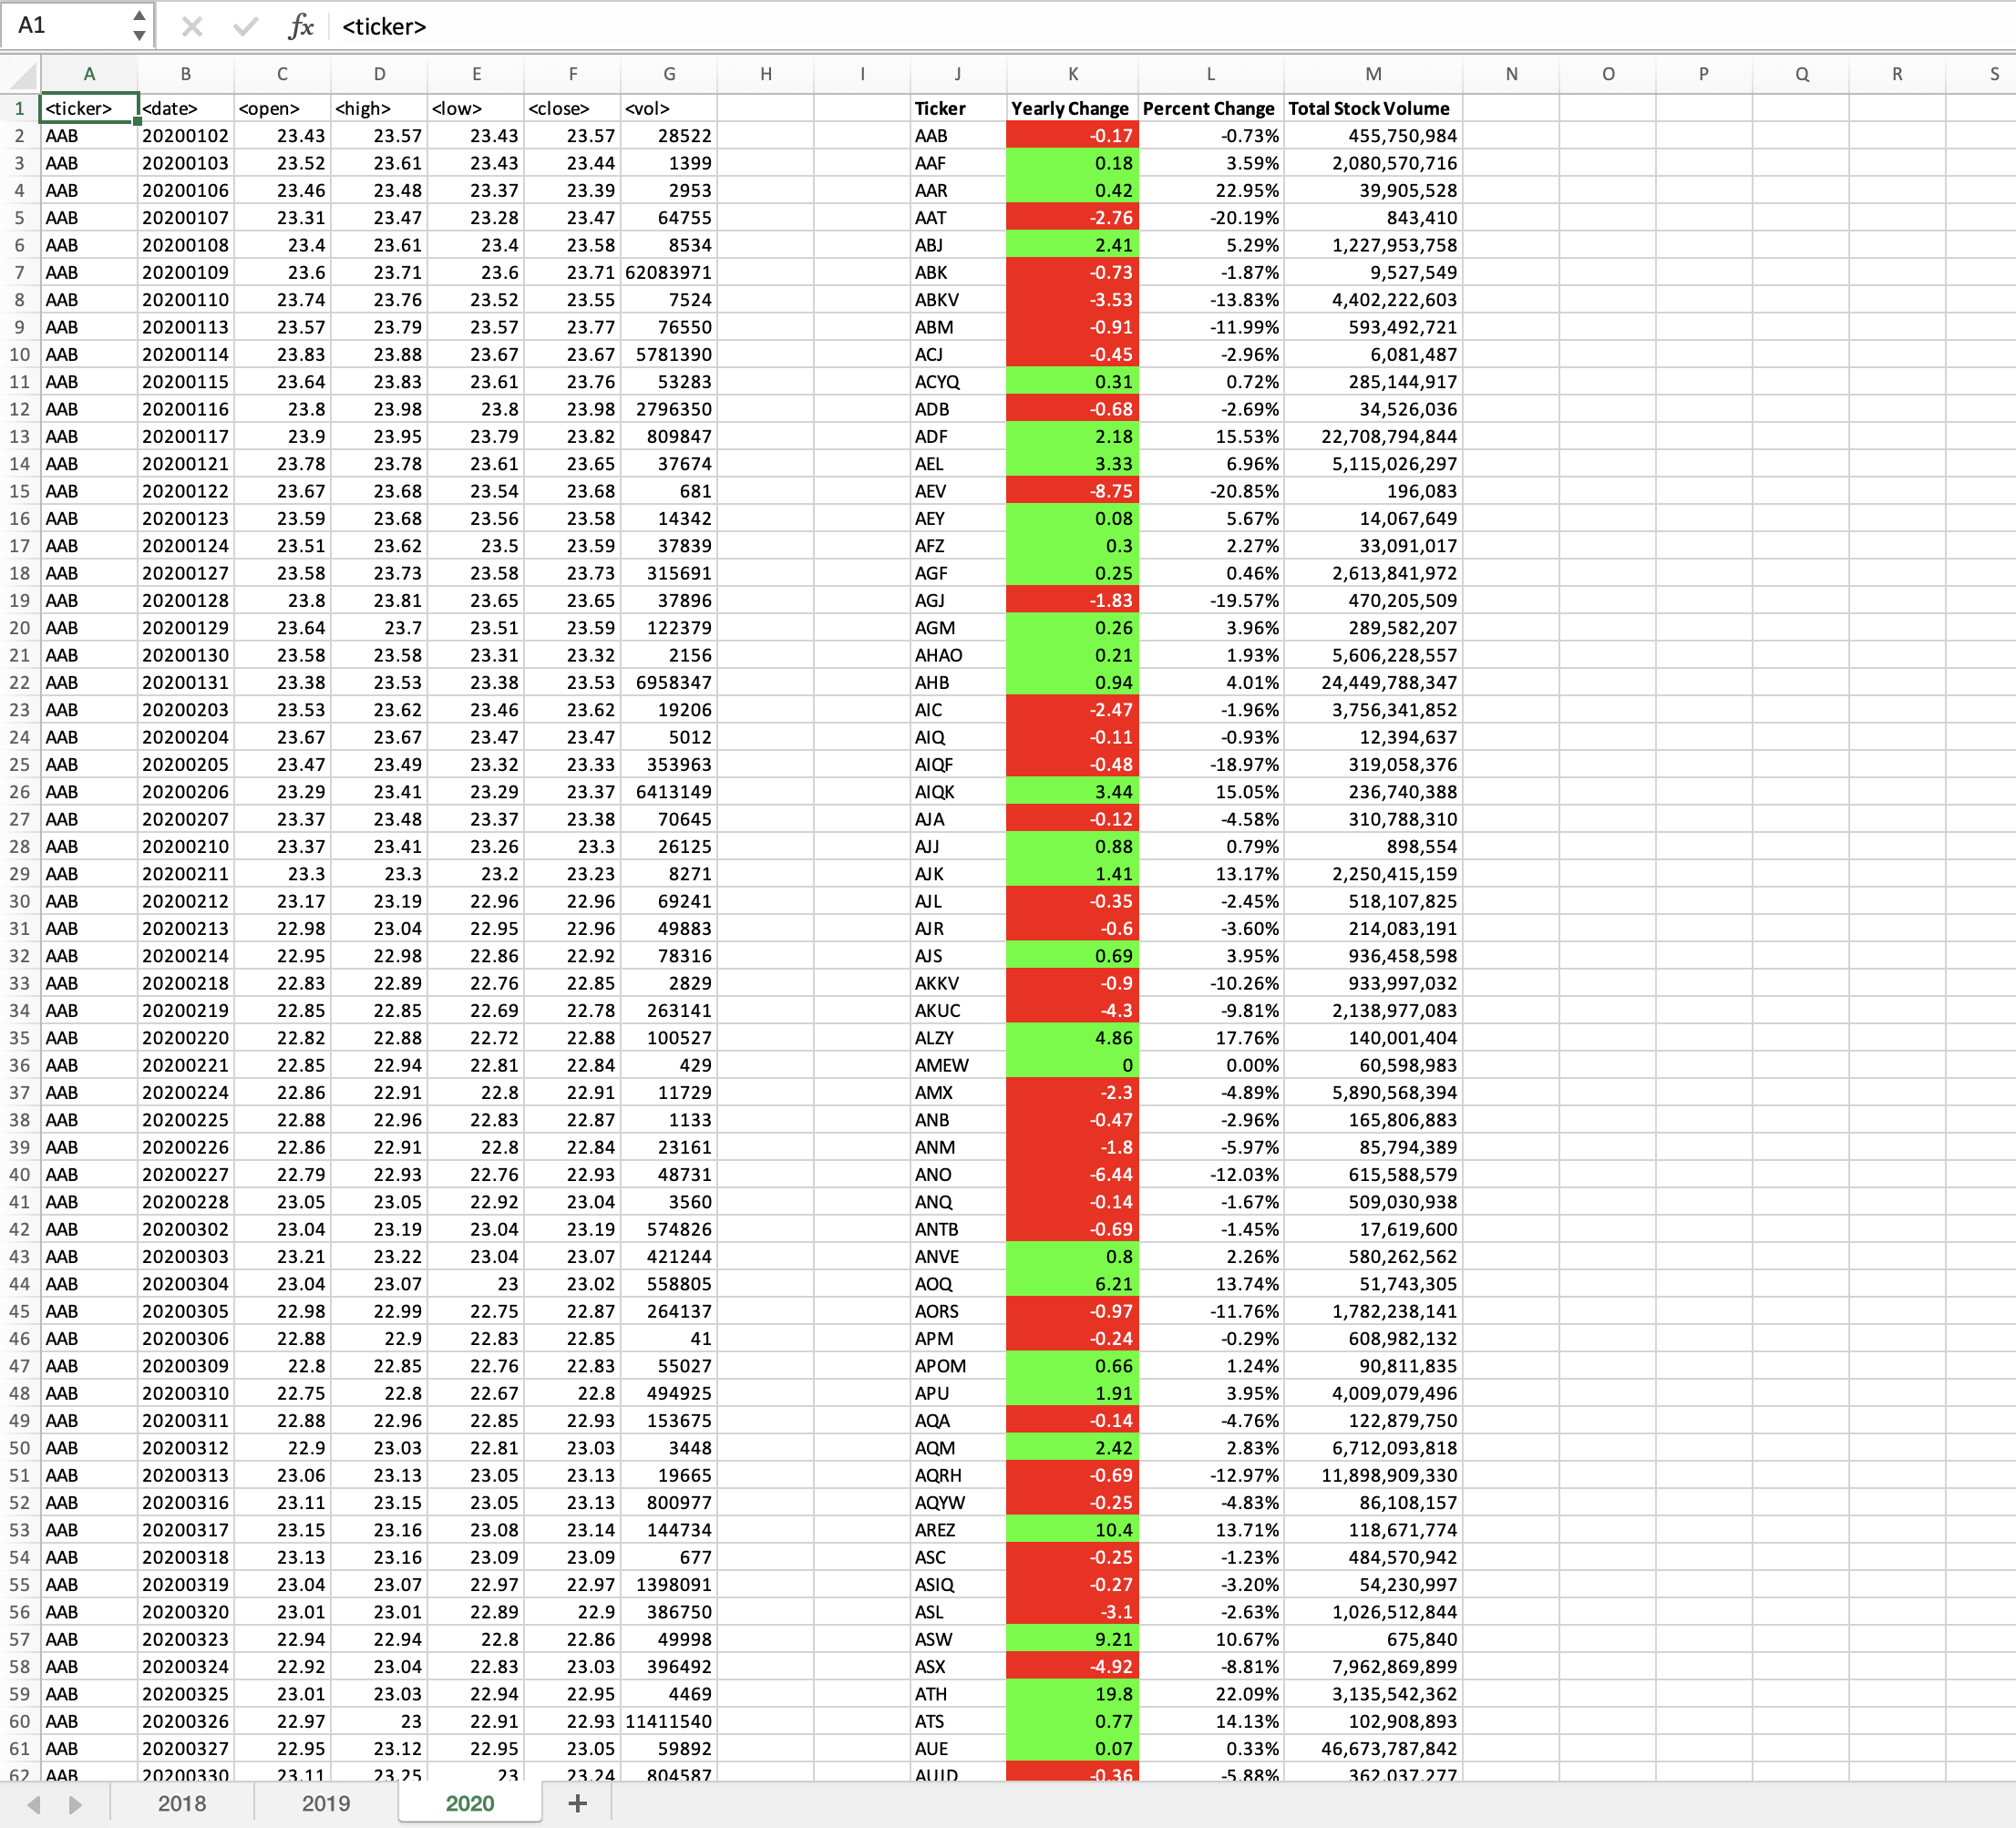 A1 fx <ticker>
A B C D E F G H I J K L M N O P Q R S
1 <ticker> <date> <open> <high> <low> <close> <vol> Ticker Yearly Change Percent Change Total Stock Volume
2 AAB 20200102 23.43 23.57 23.43 23.57 28522 AAB -0.17 -0.73% 455,750,984
3 AAB 20200103 23.52 23.61 23.43 23.44 1399 AAF 0.18 3.59% 2,080,570,716
4 AAB 20200106 23.46 23.48 23.37 23.39 2953 AAR 0.42 22.95% 39,905,528
5 AAB 20200107 23.31 23.47 23.28 23.47 64755 AAT -2.76 -20.19% 843,410
6 AAB 20200108 23.4 23.61 23.4 23.58 8534 ABJ 2.41 5.29% 1,227,953,758
7 AAB 20200109 23.6 23.71 23.6 23.71 62083971 ABK -0.73 -1.87% 9,527,549
8 AAB 20200110 23.74 23.76 23.52 23.55 7524 ABKV -3.53 -13.83% 4,402,222,603
9 AAB 20200113 23.57 23.79 23.57 23.77 76550 ABM -0.91 -11.99% 593,492,721
10 AAB 20200114 23.83 23.88 23.67 23.67 5781390 ACJ -0.45 -2.96% 6,081,487
11 AAB 20200115 23.64 23.83 23.61 23.76 53283 ACYQ 0.31 0.72% 285,144,917
12 AAB 20200116 23.8 23.98 23.8 23.98 2796350 ADB -0.68 -2.69% 34,526,036
13 AAB 20200117 23.9 23.95 23.79 23.82 809847 ADF 2.18 15.53% 22,708,794,844
14 AAB 20200121 23.78 23.78 23.61 23.65 37674 AEL 3.33 6.96% 5,115,026,297
15 AAB 20200122 23.67 23.68 23.54 23.68 681 AEV -8.75 -20.85% 196,083
16 AAB 20200123 23.59 23.68 23.56 23.58 14342 AEY 0.08 5.67% 14,067,649
17 AAB 20200124 23.51 23.62 23.5 23.59 37839 AFZ 0.3 2.27% 33,091,017
18 AAB 20200127 23.58 23.73 23.58 23.73 315691 AGF 0.25 0.46% 2,613,841,972
19 AAB 20200128 23.8 23.81 23.65 23.65 37896 AGJ -1.83 -19.57% 470,205,509
20 AAB 20200129 23.64 23.7 23.51 23.59 122379 AGM 0.26 3.96% 289,582,207
21 AAB 20200130 23.58 23.58 23.31 23.32 2156 AHAO 0.21 1.93% 5,606,228,557
22 AAB 20200131 23.38 23.53 23.38 23.53 6958347 AHB 0.94 4.01% 24,449,788,347
23 AAB 20200203 23.53 23.62 23.46 23.62 19206 AIC -2.47 -1.96% 3,756,341,852
24 AAB 20200204 23.67 23.67 23.47 23.47 5012 AIQ -0.11 -0.93% 12,394,637
25 AAB 20200205 23.47 23.49 23.32 23.33 353963 AIQF -0.48 -18.97% 319,058,376
26 AAB 20200206 23.29 23.41 23.29 23.37 6413149 AIQK 3.44 15.05% 236,740,388
27 AAB 20200207 23.37 23.48 23.37 23.38 70645 AJA -0.12 -4.58% 310,788,310
28 AAB 20200210 23.37 23.41 23.26 23.3 26125 AJJ 0.88 0.79% 898,554
29 AAB 20200211 23.3 23.3 23.2 23.23 8271 AJK 1.41 13.17% 2,250,415,159
30 AAB 20200212 23.17 23.19 22.96 22.96 69241 AJL -0.35 -2.45% 518,107,825
31 AAB 20200213 22.98 23.04 22.95 22.96 49883 AJR -0.6 -3.60% 214,083,191
32 AAB 20200214 22.95 22.98 22.86 22.92 78316 AJS 0.69 3.95% 936,458,598
33 AAB 20200218 22.83 22.89 22.76 22.85 2829 AKKV -0.9 -10.26% 933,997,032
34 AAB 20200219 22.85 22.85 22.69 22.78 263141 AKUC -4.3 -9.81% 2,138,977,083
35 AAB 20200220 22.82 22.88 22.72 22.88 100527 ALZY 4.86 17.76% 140,001,404
36 AAB 20200221 22.85 22.94 22.81 22.84 429 AMEW 0 0.00% 60,598,983
37 AAB 20200224 22.86 22.91 22.8 22.91 11729 AMX -2.3 -4.89% 5,890,568,394
38 AAB 20200225 22.88 22.96 22.83 22.87 1133 ANB -0.47 -2.96% 165,806,883
39 AAB 20200226 22.86 22.91 22.8 22.84 23161 ANM -1.8 -5.97% 85,794,389
40 AAB 20200227 22.79 22.93 22.76 22.93 48731 ANO -6.44 -12.03% 615,588,579
41 AAB 20200228 23.05 23.05 22.92 23.04 3560 ANQ -0.14 -1.67% 509,030,938
42 AAB 20200302 23.04 23.19 23.04 23.19 574826 ANTB -0.69 -1.45% 17,619,600
43 AAB 20200303 23.21 23.22 23.04 23.07 421244 ANVE 0.8 2.26% 580,262,562
44 AAB 20200304 23.04 23.07 23 23.02 558805 AOQ 6.21 13.74% 51,743,305
45 AAB 20200305 22.98 22.99 22.75 22.87 264137 AORS -0.97 -11.76% 1,782,238,141
46 AAB 20200306 22.88 22.9 22.83 22.85 41 APM -0.24 -0.29% 608,982,132
47 AAB 20200309 22.8 22.85 22.76 22.83 55027 APOM 0.66 1.24% 90,811,835
48 AAB 20200310 22.75 22.8 22.67 22.8 494925 APU 1.91 3.95% 4,009,079,496
49 AAB 20200311 22.88 22.96 22.85 22.93 153675 AQA -0.14 -4.76% 122,879,750
50 AAB 20200312 22.9 23.03 22.81 23.03 3448 AQM 2.42 2.83% 6,712,093,818
51 AAB 20200313 23.06 23.13 23.05 23.13 19665 AQRH -0.69 -12.97% 11,898,909,330
52 AAB 20200316 23.11 23.15 23.05 23.13 800977 AQYW -0.25 -4.83% 86,108,157
53 AAB 20200317 23.15 23.16 23.08 23.14 144734 AREZ 10.4 13.71% 118,671,774
54 AAB 20200318 23.13 23.16 23.09 23.09 677 ASC -0.25 -1.23% 484,570,942
55 AAB 20200319 23.04 23.07 22.97 22.97 1398091 ASIQ -0.27 -3.20% 54,230,997
56 AAB 20200320 23.01 23.01 22.89 22.9 386750 ASL -3.1 -2.63% 1,026,512,844
57 AAB 20200323 22.94 22.94 22.8 22.86 49998 ASW 9.21 10.67% 675,840
58 AAB 20200324 22.92 23.04 22.83 23.03 396492 ASX -4.92 -8.81% 7,962,869,899
59 AAB 20200325 23.01 23.03 22.94 22.95 4469 ATH 19.8 22.09% 3,135,542,362
60 AAB 20200326 22.97 23 22.91 22.93 11411540 ATS 0.77 14.13% 102,908,893
61 AAB 20200327 22.95 23.12 22.95 23.05 59892 AUE 0.07 0.33% 46,673,787,842
62 AAB 20200330 23.11 23.25 23 23.24 804587 AUID -0.36 -5.88% 362,037,277
2018 2019 2020 +